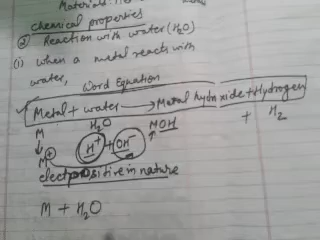 Materials
chemical properties
② Reaction with water (H₂O)
(i) when a metal reacts with
water,
Word Equation
Metal + water → Metal hydroxide + Hydrogen
M H₂O MOH + H₂
↓ H⁺ + OH⁻
M⁺
electropositive in nature
M + H₂O